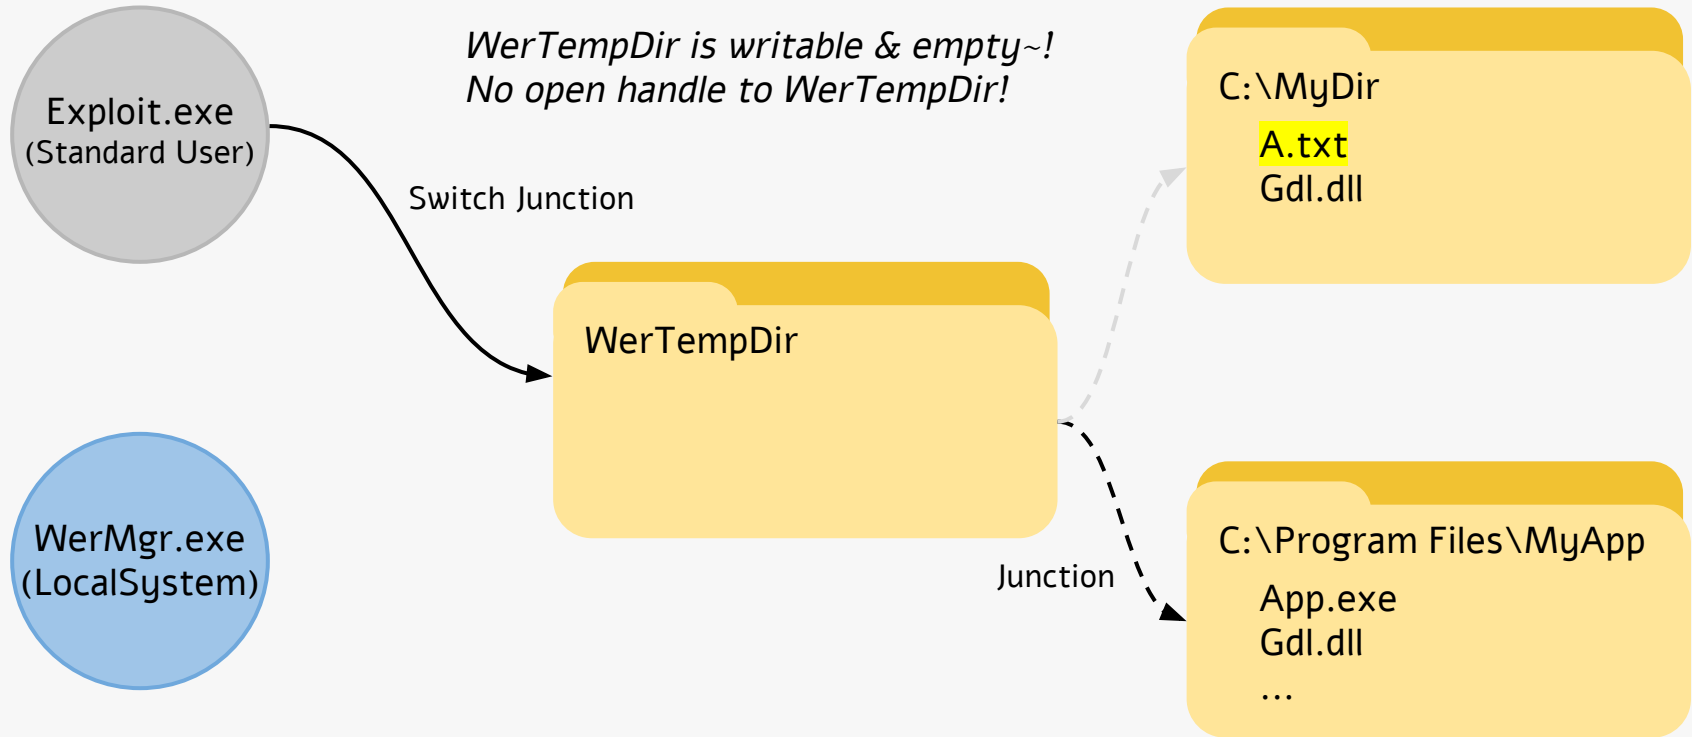 WerTempDir is writable & empty~!
No open handle to WerTempDir!
Exploit.exe
(Standard User)
Switch Junction
C:\MyDir
A.txt
Gdl.dll
WerTempDir
WerMgr.exe
(LocalSystem)
Junction
C:\Program Files\MyApp
App.exe
Gdl.dll
...